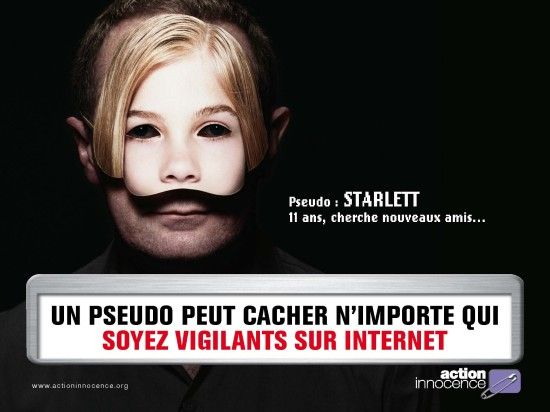 Pseudo : STARLETT
11 ans, cherche nouveaux amis...
UN PSEUDO PEUT CACHER N'IMPORTE QUI
SOYEZ VIGILANTS SUR INTERNET
www.actioninnocence.org
action
innocence